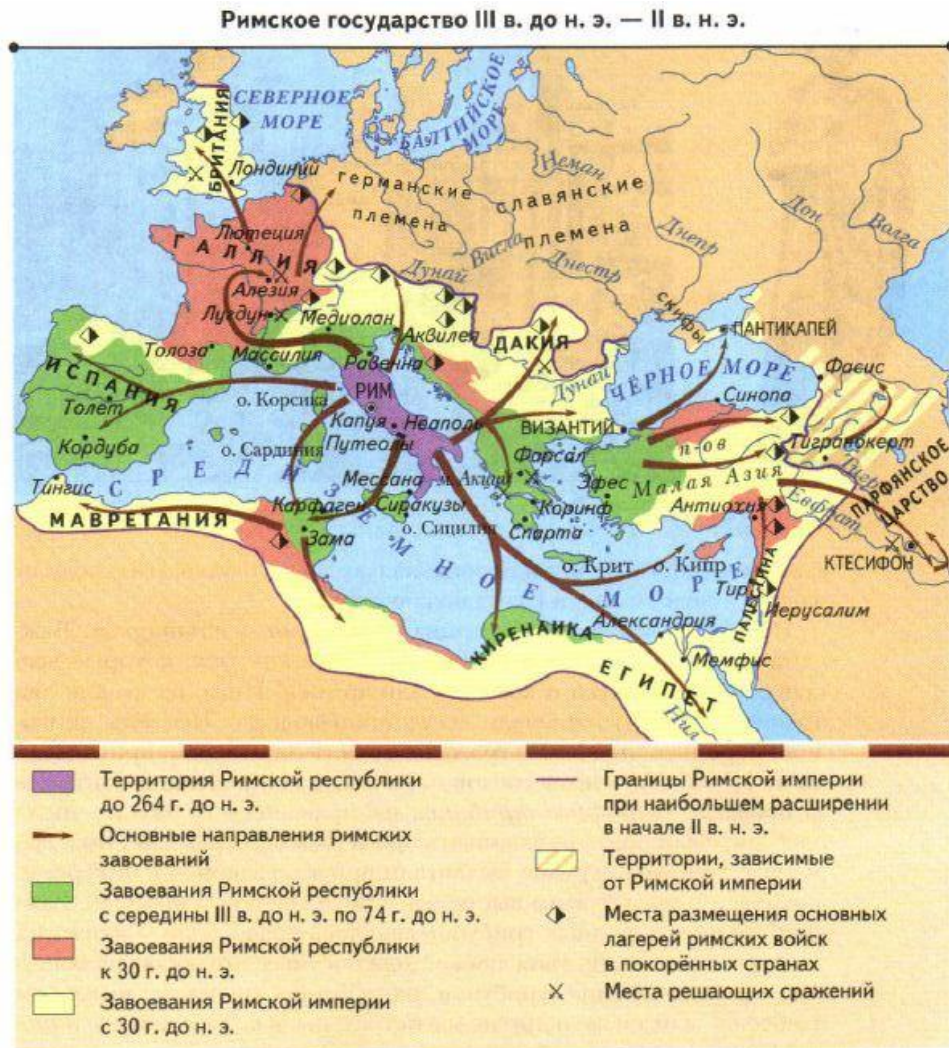 Римское государство III в. до н. э. — II в. н. э.
СЕВЕРНОЕ
МОРЕ
БАЛТИЙСКОЕ
МОРЕ
БРИТАНИЯ
Лондиний
Неман
германские
племена
славянские
племена
Висла
Днепр
Дон
Волга
Днестр
Дунай
Лютеция
ГАЛЛИЯ
Алезия
Лугдун
Медиолан
Аквилея
ДАКИЯ
скифы
ПАНТИКАПЕЙ
Толоза
Массилия
Равенна
Дунай
ЧЁРНОЕ МОРЕ
Фасис
ИСПАНИЯ
РИМ
о. Корсика
Синопа
Толет
Капуя
Неаполь
ВИЗАНТИЙ
п-ов
Тигранокерт
Кордуба
о. Сардиния
Путеолы
Фарсал
Малая Азия
Тигр
ПАРФЯНСКОЕ
ЦАРСТВО
СРЕДИЗЕМНОЕ МОРЕ
Тингис
Мессана
м. Акций
Эфес
Евфрат
МАВРЕТАНИЯ
Карфаген
Сиракузы
Коринф
Антиохия
Зама
о. Сицилия
Спарта
КТЕСИФОН
о. Крит
о. Кипр
Тир
ПАЛЕСТИНА
Иерусалим
КИРЕНАИКА
Александрия
Мемфис
ЕГИПЕТ
Нил
Территория Римской республики
до 264 г. до н. э.
Основные направления римских
завоеваний
Завоевания Римской республики
с середины III в. до н. э. по 74 г. до н. э.
Завоевания Римской республики
к 30 г. до н. э.
Завоевания Римской империи
с 30 г. до н. э.
Границы Римской империи
при наибольшем расширении
в начале II в. н. э.
Территории, зависимые
от Римской империи
Места размещения основных
лагерей римских войск
в покорённых странах
Места решающих сражений